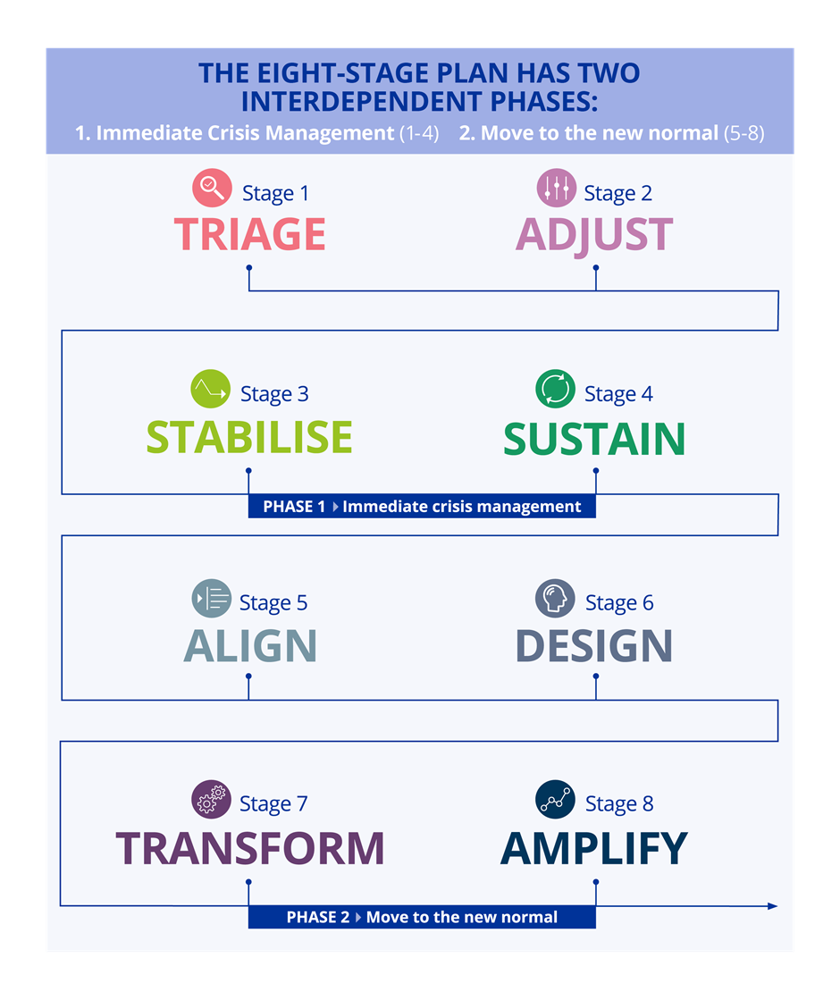 THE EIGHT-STAGE PLAN HAS TWO
INTERDEPENDENT PHASES:
1. Immediate Crisis Management (1-4) 2. Move to the new normal (5-8)
Stage 1
TRIAGE
Stage 2
ADJUST
Stage 3
STABILISE
Stage 4
SUSTAIN
PHASE 1 Immediate crisis management
Stage 5
ALIGN
Stage 6
DESIGN
Stage 7
TRANSFORM
Stage 8
AMPLIFY
PHASE 2 Move to the new normal